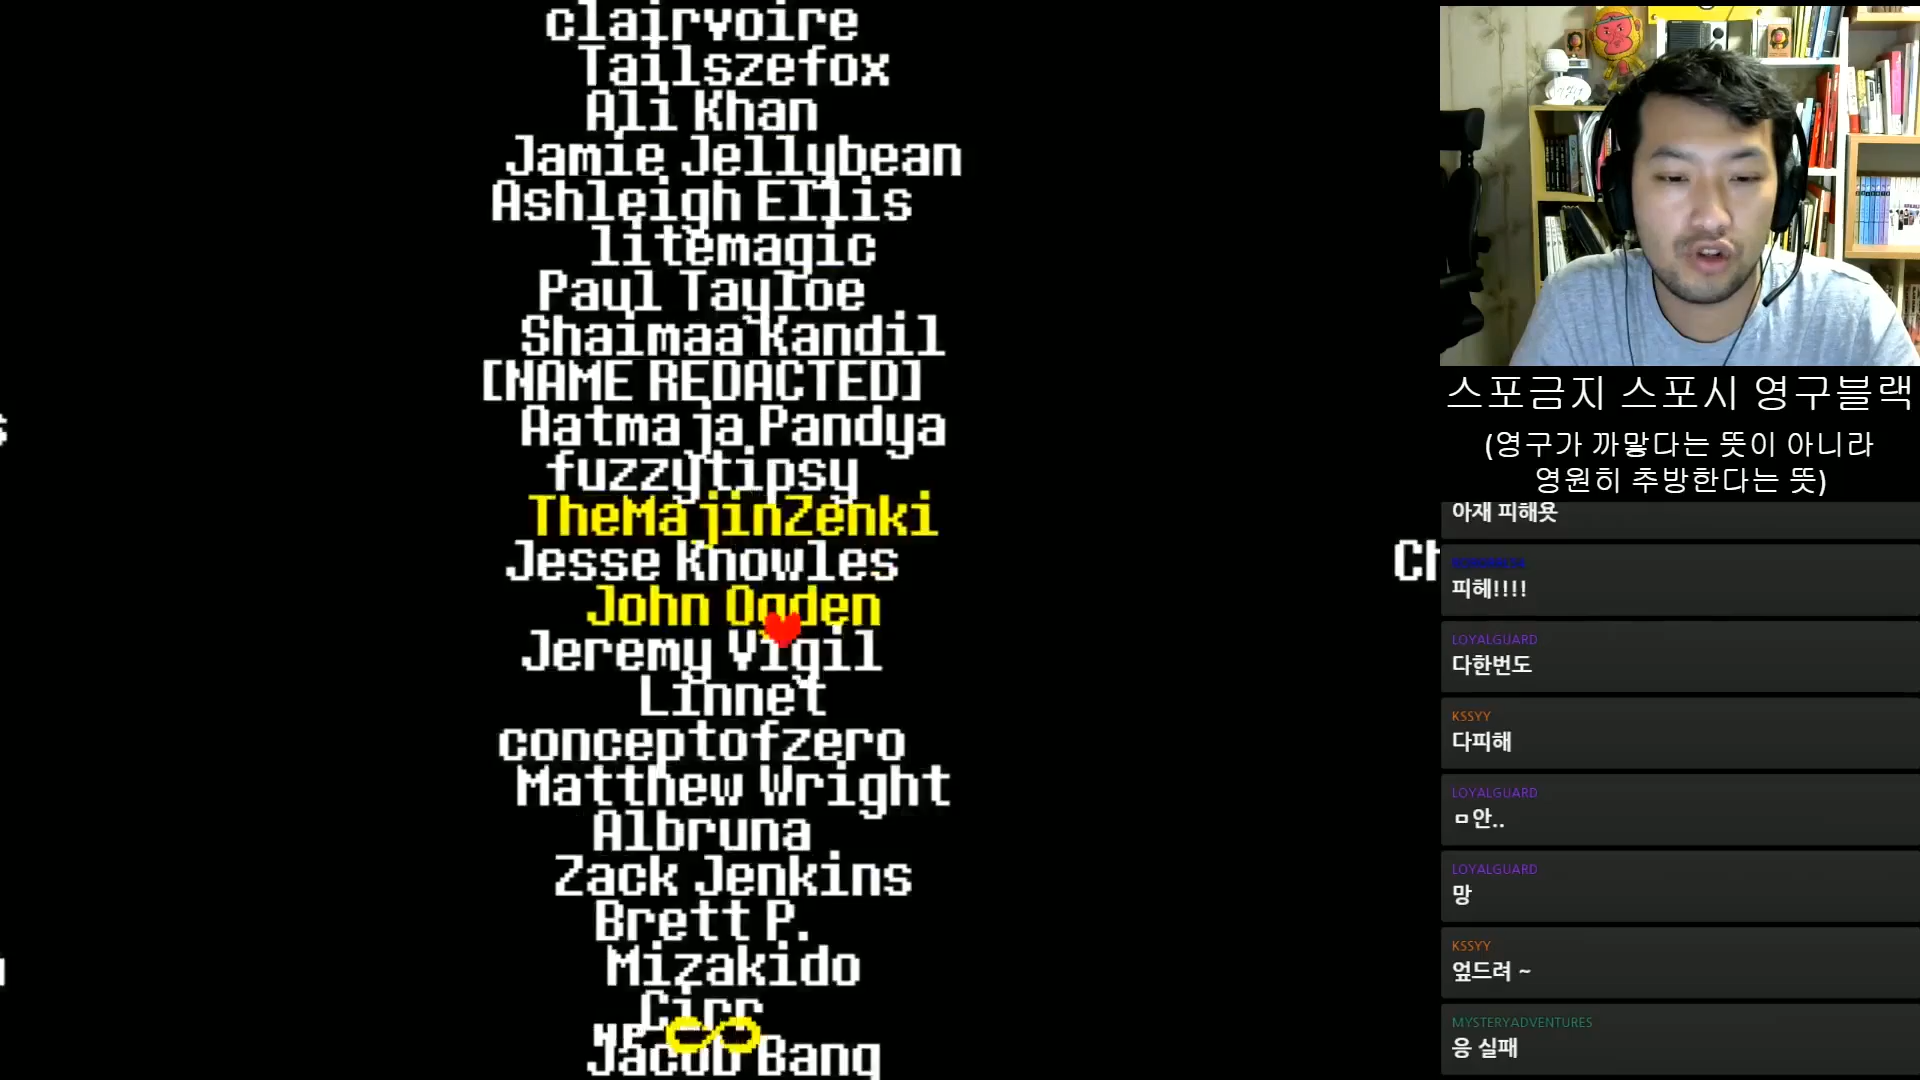 clairvoire
Tailszefox
Ali Khan
Jamie Jellybean
Ashleigh Ellis
litemagic
Paul Tayloe
Shaimaa Kandil
[NAME REDACTED]
s
Aatmaja Pandya
fuzzytipsy
TheMajinZenki
Jesse Knowles
Ch
John Ogden
Jeremy Vigil
Linnet
conceptofzero
Matthew Wright
Albruna
Zack Jenkins
Brett P.
Mizakido
Cirr
HP ∞
Jacob Bang
스포금지 스포시 영구블랙
(영구가 까맣다는 뜻이 아니라
영원히 추방한다는 뜻)
아재 피해욧
피헤!!!!
LOYALGUARD
다한번도
KSSYY
다피해
LOYALGUARD
ㅁ안..
LOYALGUARD
망
KSSYY
엎드려 ~
MYSTERYADVENTURES
응 실패